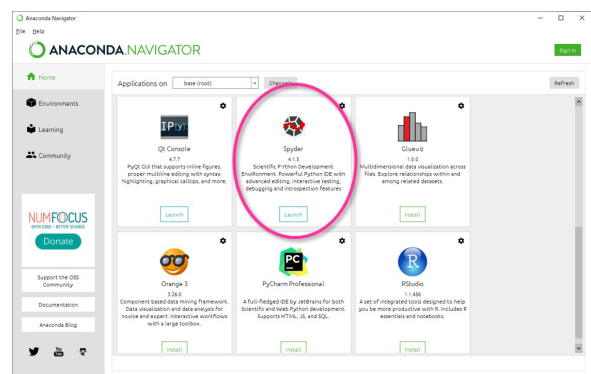 Anaconda Navigator
File Help
ANACONDA.NAVIGATOR
Sign in
Home
Environments
Learning
Community
NUMFOCUS
OPEN CODE = BETTER SCIENCE
Donate
Support the OSS
Community
Documentation
Anaconda Blog
You
Tube
Applications on base (root) Channels
Refresh
IP[y]:
Qt Console
4.7.7
PyQt GUI that supports inline figures,
proper multiline editing with syntax
highlighting, graphical calltips, and more.
Launch
Spyder
4.1.5
Scientific Python Development
Environment. Powerful Python IDE with
advanced editing, interactive testing,
debugging and introspection features
Launch
Glueviz
1.0.0
Multidimensional data visualization across
files. Explore relationships within and
among related datasets.
Install
Orange 3
3.26.0
Component based data mining framework.
Data visualization and data analysis for
novice and expert. Interactive workflows
with a large toolbox.
Install
PC
PyCharm Professional
A full-fledged IDE by JetBrains for both
Scientific and Web Python development.
Supports HTML, JS, and SQL.
Install
R
RStudio
1.1.456
A set of integrated tools designed to help
you be more productive with R. Includes R
essentials and notebooks.
Install